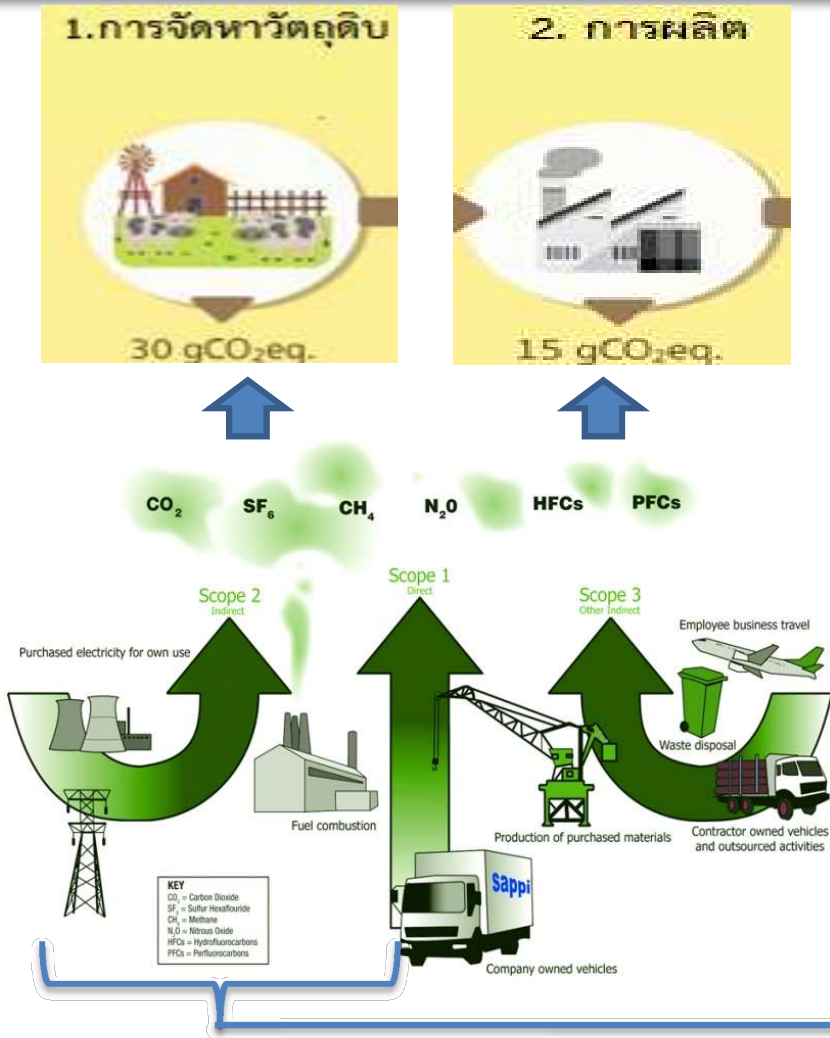 1.การจัดหาวัตถุดิบ
2. การผลิต
30 gCO₂eq.
15 gCO₂eq.
CO₂
SF₆
CH₄
N₂0
HFCs
PFCs
Scope 2
Indirect
Scope 1
Direct
Scope 3
Other Indirect
Purchased electricity for own use
Employee business travel
Waste disposal
Fuel combustion
Production of purchased materials
Contractor owned vehicles
and outsourced activities
sappi
Company owned vehicles
KEY
CO₂ = Carbon Dioxide
SF₆ = Sulfur Hexaflouride
CH₄ = Methane
N₂O = Nitrous Oxide
HFCs = Hydrofluorocarbons
PFCs = Perfluorocarbons